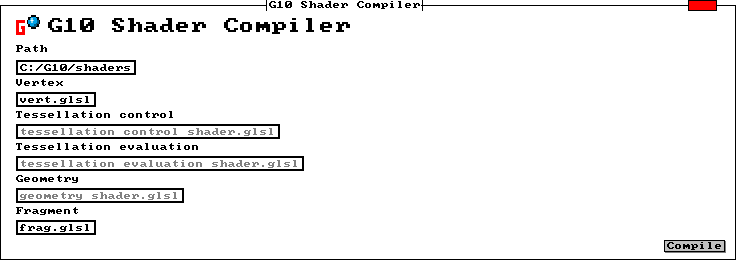 G10 Shader Compiler
G10 Shader Compiler
Path
C:/G10/shaders
Vertex
vert.glsl
Tessellation control
tessellation control shader.glsl
Tessellation evaluation
tessellation evaluation shader.glsl
Geometry
geometry shader.glsl
Fragment
frag.glsl
Compile